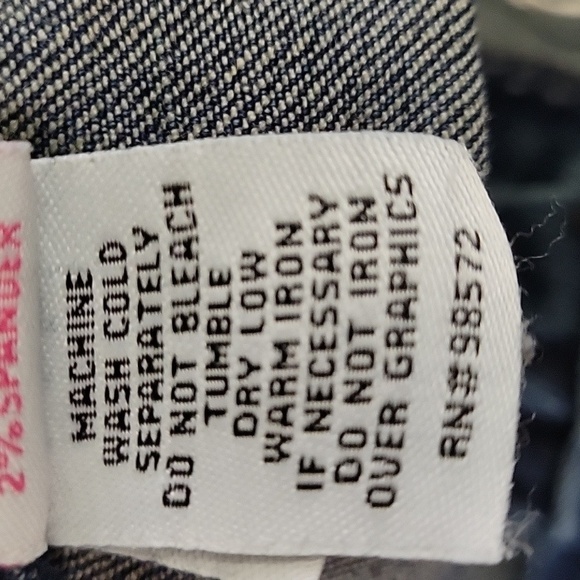 2% SPANDEX
MACHINE
WASH COLD
SEPARATELY
DO NOT BLEACH
TUMBLE
DRY LOW
WARM IRON
IF NECESSARY
DO NOT IRON
OVER GRAPHICS
RN# 98572